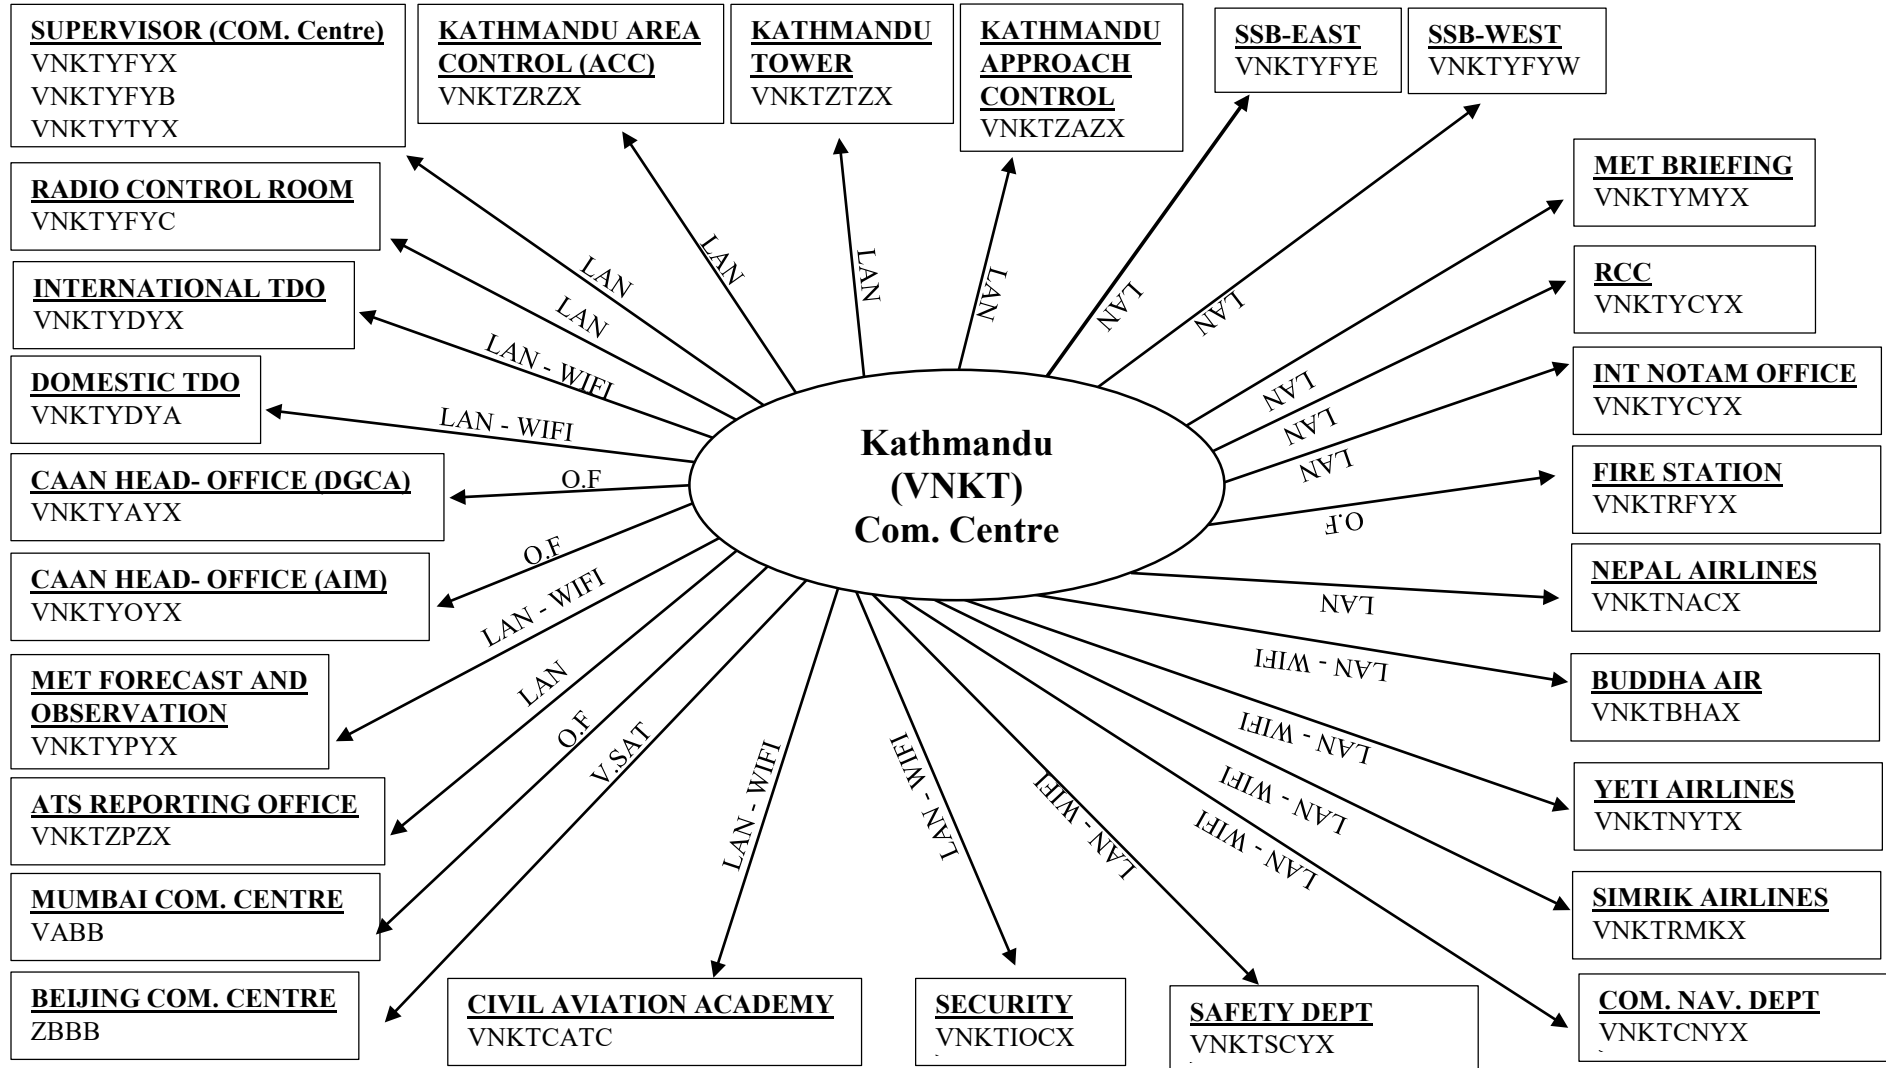 SUPERVISOR (COM. Centre)
VNKTYFYX
VNKTYFYB
VNKTYTYX
KATHMANDU AREA
CONTROL (ACC)
VNKTZRZX
KATHMANDU
TOWER
VNKTZTZX
KATHMANDU
APPROACH
CONTROL
VNKTZAZX
SSB-EAST
VNKTYFYE
SSB-WEST
VNKTYFYW
RADIO CONTROL ROOM
VNKTYFYC
INTERNATIONAL TDO
VNKTYDYX
DOMESTIC TDO
VNKTYDYA
CAAN HEAD- OFFICE (DGCA)
VNKTYAYX
CAAN HEAD- OFFICE (AIM)
VNKTYOYX
MET FORECAST AND
OBSERVATION
VNKTYPYX
ATS REPORTING OFFICE
VNKTZPZX
MUMBAI COM. CENTRE
VABB
BEIJING COM. CENTRE
ZBBB
LAN
LAN
LAN - WIFI
LAN - WIFI
O.F
O.F
LAN - WIFI
LAN
O.F
V.SAT
LAN
LAN
LAN
LAN
LAN
Kathmandu
(VNKT)
Com. Centre
LAN
LAN
LAN
O.F
LAN
LAN - WIFI
LAN - WIFI
LAN - WIFI
LAN - WIFI
LAN - WIFI
LAN - WIFI
LAN - WIFI
MET BRIEFING
VNKTYMYX
RCC
VNKTYCYX
INT NOTAM OFFICE
VNKTYCYX
FIRE STATION
VNKTRFYX
NEPAL AIRLINES
VNKTNACX
BUDDHA AIR
VNKTBHAX
YETI AIRLINES
VNKTNYTX
SIMRIK AIRLINES
VNKTRMKX
CIVIL AVIATION ACADEMY
VNKTCATC
SECURITY
VNKTIOCX
SAFETY DEPT
VNKTSCYX
COM. NAV. DEPT
VNKTCNYX